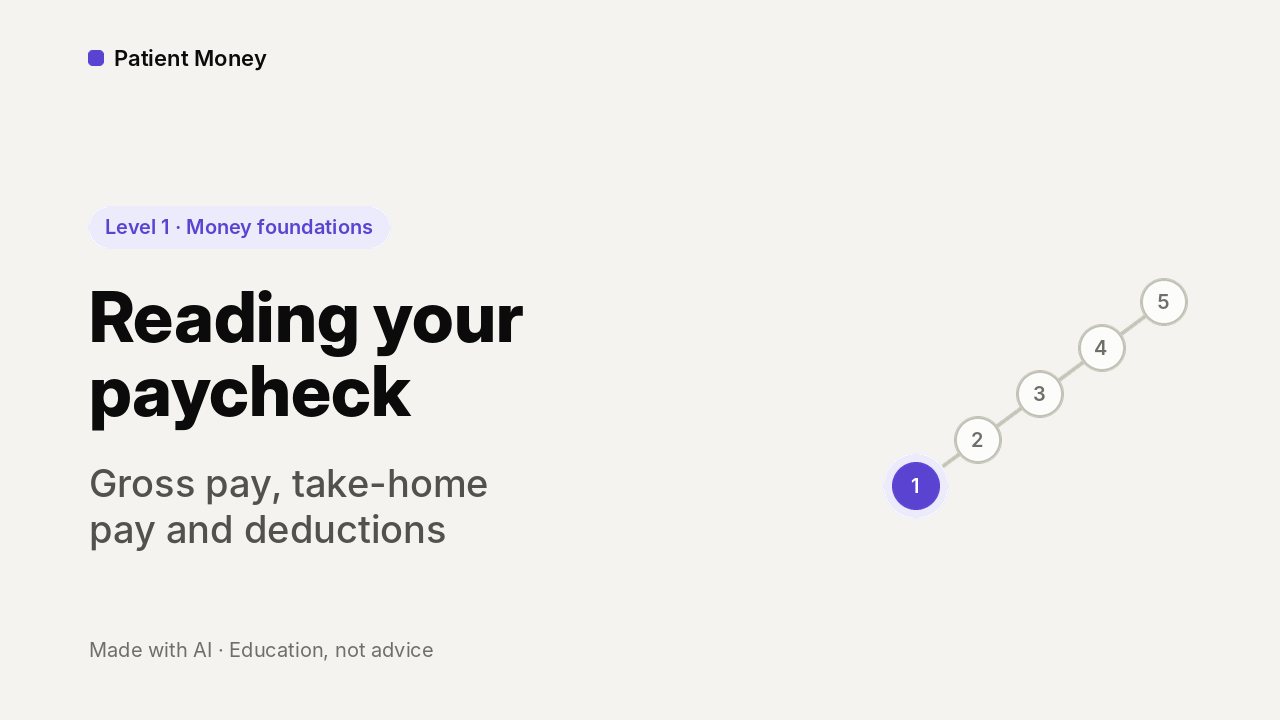 Patient Money
Level 1 · Money foundations
Reading your
paycheck
Gross pay, take-home
pay and deductions
5
4
3
2
1
Made with AI · Education, not advice